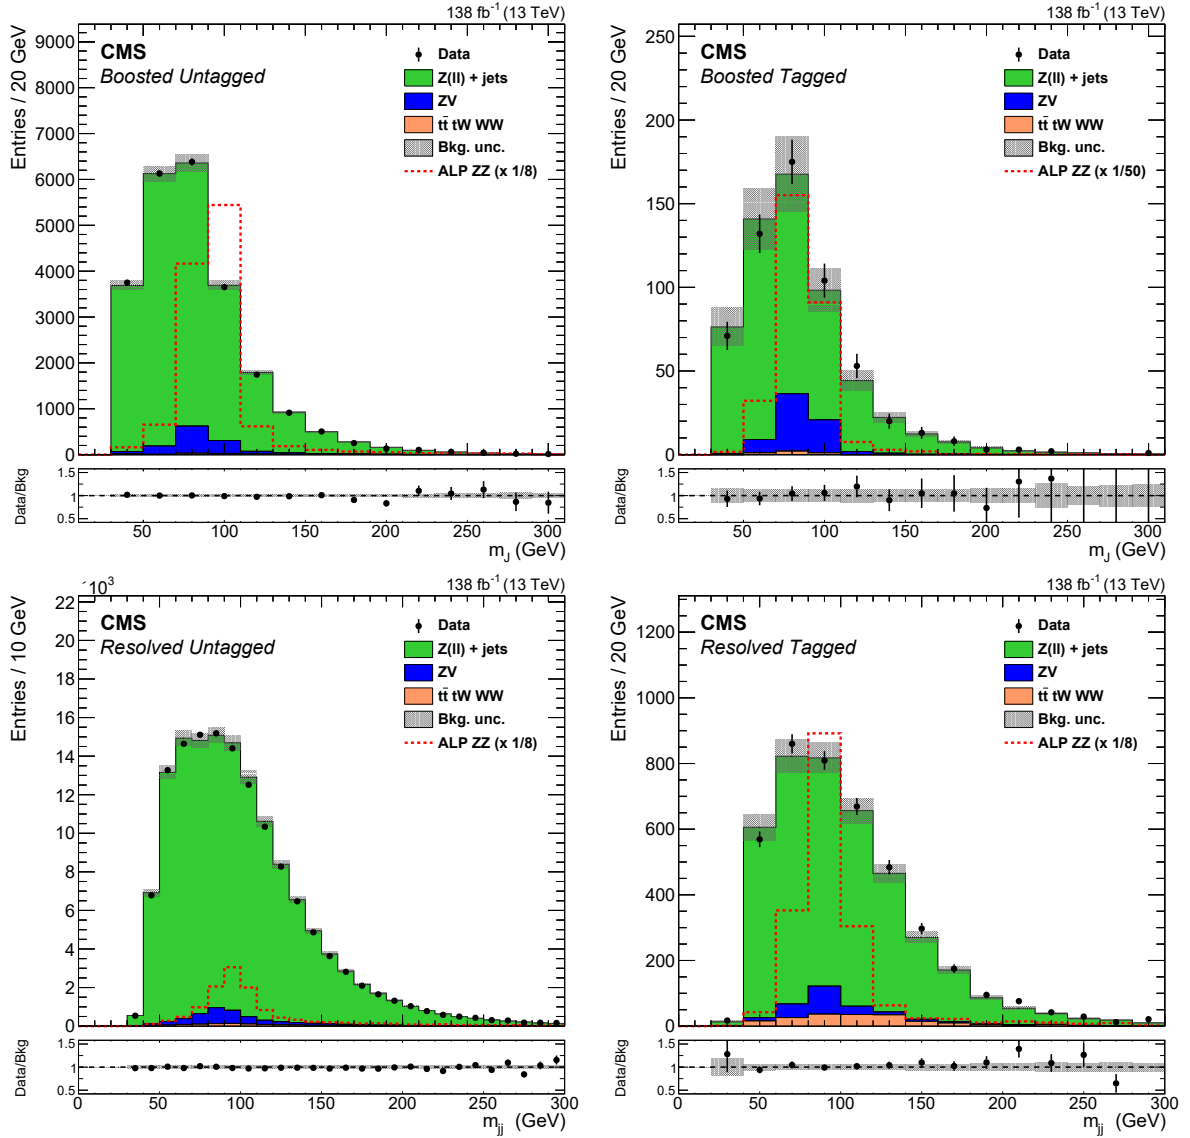 138 fb⁻¹ (13 TeV)
CMS
Boosted Untagged
Entries / 20 GeV
9000
8000
7000
6000
5000
4000
3000
2000
1000
0
Data
Z(ll) + jets
ZV
tt̄ tW WW
Bkg. unc.
ALP ZZ (x 1/8)
Data/Bkg
1.5
1
0.5
50 100 150 200 250 300
m_J (GeV)
138 fb⁻¹ (13 TeV)
CMS
Boosted Tagged
Entries / 20 GeV
250
200
150
100
50
0
Data
Z(ll) + jets
ZV
tt̄ tW WW
Bkg. unc.
ALP ZZ (x 1/50)
Data/Bkg
1.5
1
0.5
50 100 150 200 250 300
m_J (GeV)
×10³
138 fb⁻¹ (13 TeV)
CMS
Resolved Untagged
Entries / 10 GeV
22
20
18
16
14
12
10
8
6
4
2
0
Data
Z(ll) + jets
ZV
tt̄ tW WW
Bkg. unc.
ALP ZZ (x 1/8)
Data/Bkg
1.5
1
0.5
0 50 100 150 200 250 300
m_jj (GeV)
138 fb⁻¹ (13 TeV)
CMS
Resolved Tagged
Entries / 20 GeV
1200
1000
800
600
400
200
0
Data
Z(ll) + jets
ZV
tt̄ tW WW
Bkg. unc.
ALP ZZ (x 1/8)
Data/Bkg
1.5
1
0.5
0 50 100 150 200 250 300
m_jj (GeV)